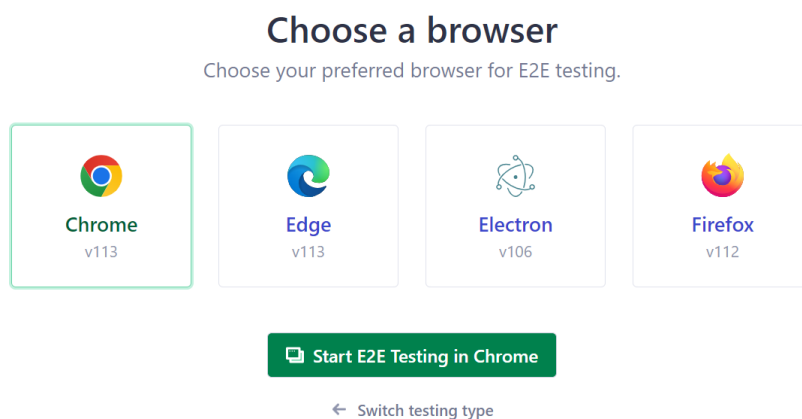 Choose a browser
Choose your preferred browser for E2E testing.
Chrome
v113
Edge
v113
Electron
v106
Firefox
v112
Start E2E Testing in Chrome
Switch testing type